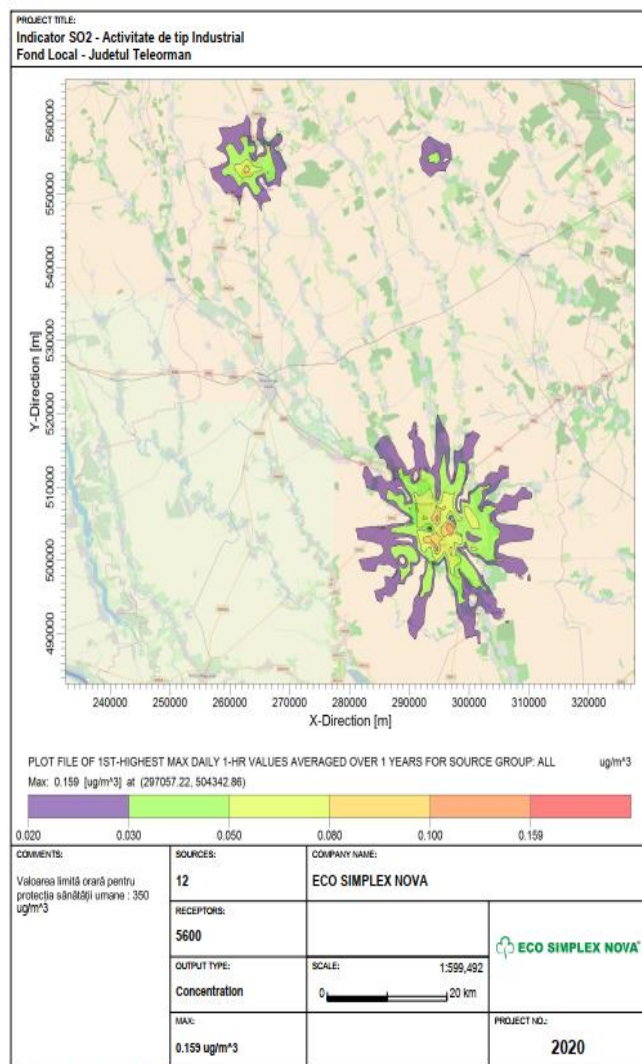 PROJECT TITLE:
Indicator SO2 - Activitate de tip Industrial
Fond Local - Judetul Teleorman
Y-Direction [m]
560000
550000
540000
530000
520000
510000
500000
490000
240000 250000 260000 270000 280000 290000 300000 310000 320000
X-Direction [m]
PLOT FILE OF 1ST-HIGHEST MAX DAILY 1-HR VALUES AVERAGED OVER 1 YEARS FOR SOURCE GROUP: ALL ug/m^3
Max: 0.159 [ug/m^3] at (297057.22, 504342.86)
0.020 0.030 0.050 0.080 0.100 0.159
COMMENTS:
Valoarea limită orară pentru
protecția sănătății umane : 350
ug/m^3
SOURCES:
12
COMPANY NAME:
ECO SIMPLEX NOVA
RECEPTORS:
5600
OUTPUT TYPE:
Concentration
SCALE: 1:599,492
0 20 km
MAX:
0.159 ug/m^3
ECO SIMPLEX NOVA
PROJECT NO.:
2020